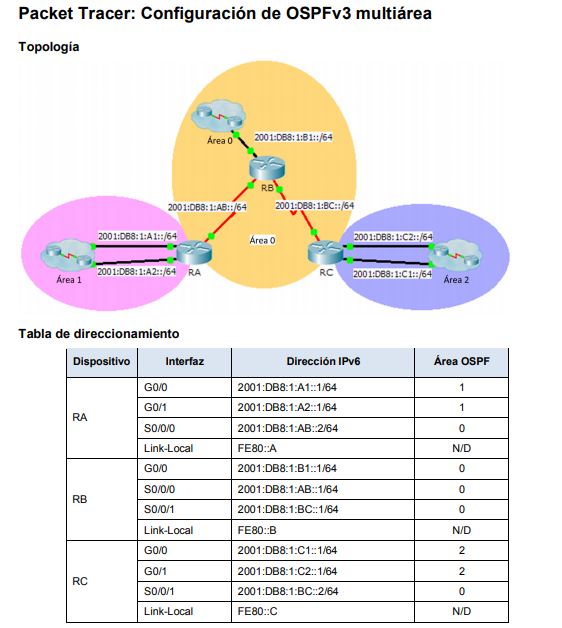 Packet Tracer: Configuración de OSPFv3 multiárea
Topología
Área 0
2001:DB8:1:B1::/64
RB
2001:DB8:1:AB::/64
2001:DB8:1:BC::/64
Área 0
2001:DB8:1:A1::/64
2001:DB8:1:A2::/64
Área 1
RA
RC
2001:DB8:1:C2::/64
2001:DB8:1:C1::/64
Área 2
Tabla de direccionamiento
Dispositivo Interfaz Dirección IPv6 Área OSPF
RA
G0/0 2001:DB8:1:A1::1/64 1
G0/1 2001:DB8:1:A2::1/64 1
S0/0/0 2001:DB8:1:AB::2/64 0
Link-Local FE80::A N/D
RB
G0/0 2001:DB8:1:B1::1/64 0
S0/0/0 2001:DB8:1:AB::1/64 0
S0/0/1 2001:DB8:1:BC::1/64 0
Link-Local FE80::B N/D
RC
G0/0 2001:DB8:1:C1::1/64 2
G0/1 2001:DB8:1:C2::1/64 2
S0/0/1 2001:DB8:1:BC::2/64 0
Link-Local FE80::C N/D